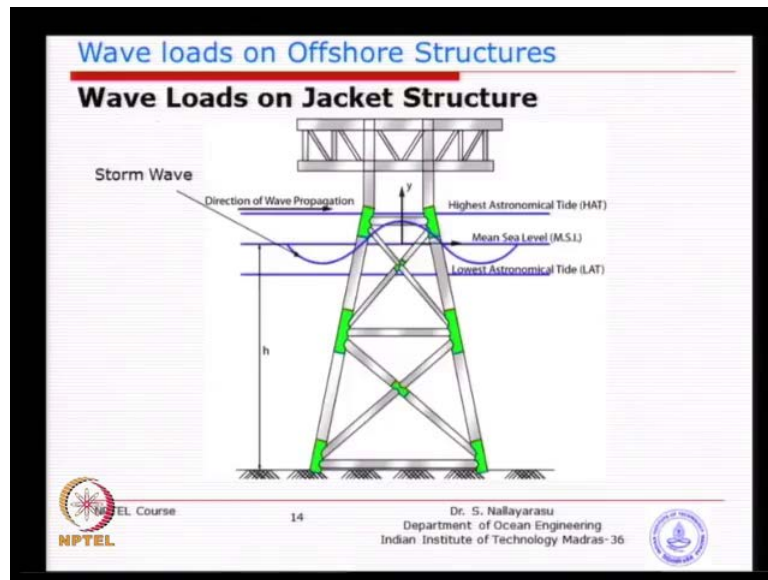 Wave loads on Offshore Structures
Wave Loads on Jacket Structure
Storm Wave
Direction of Wave Propagation
y
Highest Astronomical Tide (HAT)
Mean Sea Level (M.S.L)
Lowest Astronomical Tide (LAT)
h
NPTEL Course
14
Dr. S. Nallayarasu
Department of Ocean Engineering
Indian Institute of Technology Madras-36
NPTEL